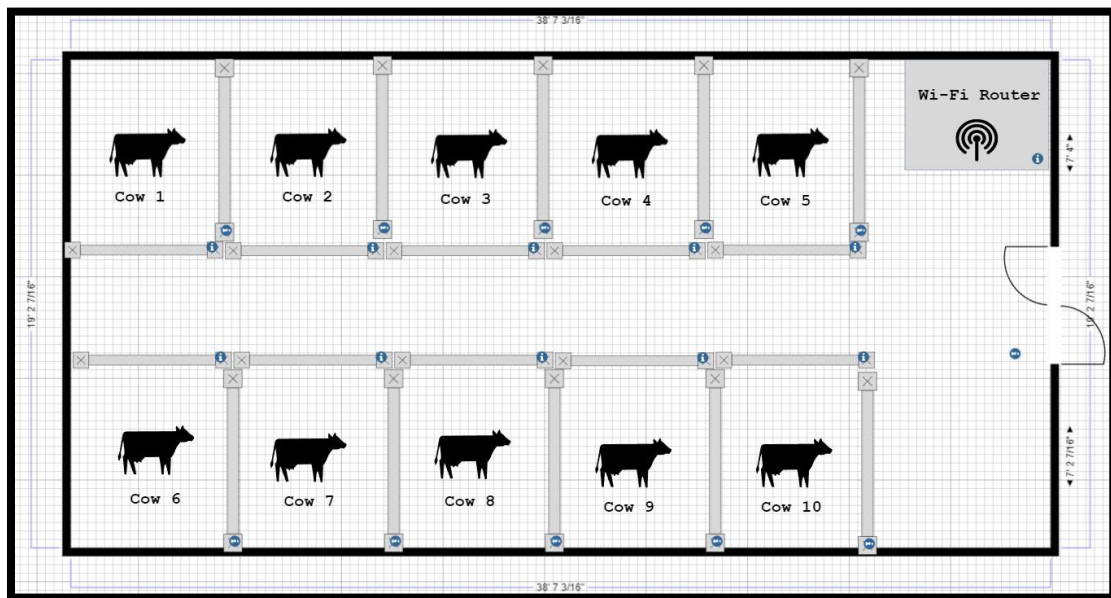 38' 7 3/16"
Wi-Fi Router
7' 4"
Cow 1
Cow 2
Cow 3
Cow 4
Cow 5
19' 2 7/16"
19' 2 7/16"
Cow 6
Cow 7
Cow 8
Cow 9
Cow 10
7' 2 7/16"
38' 7 3/16"